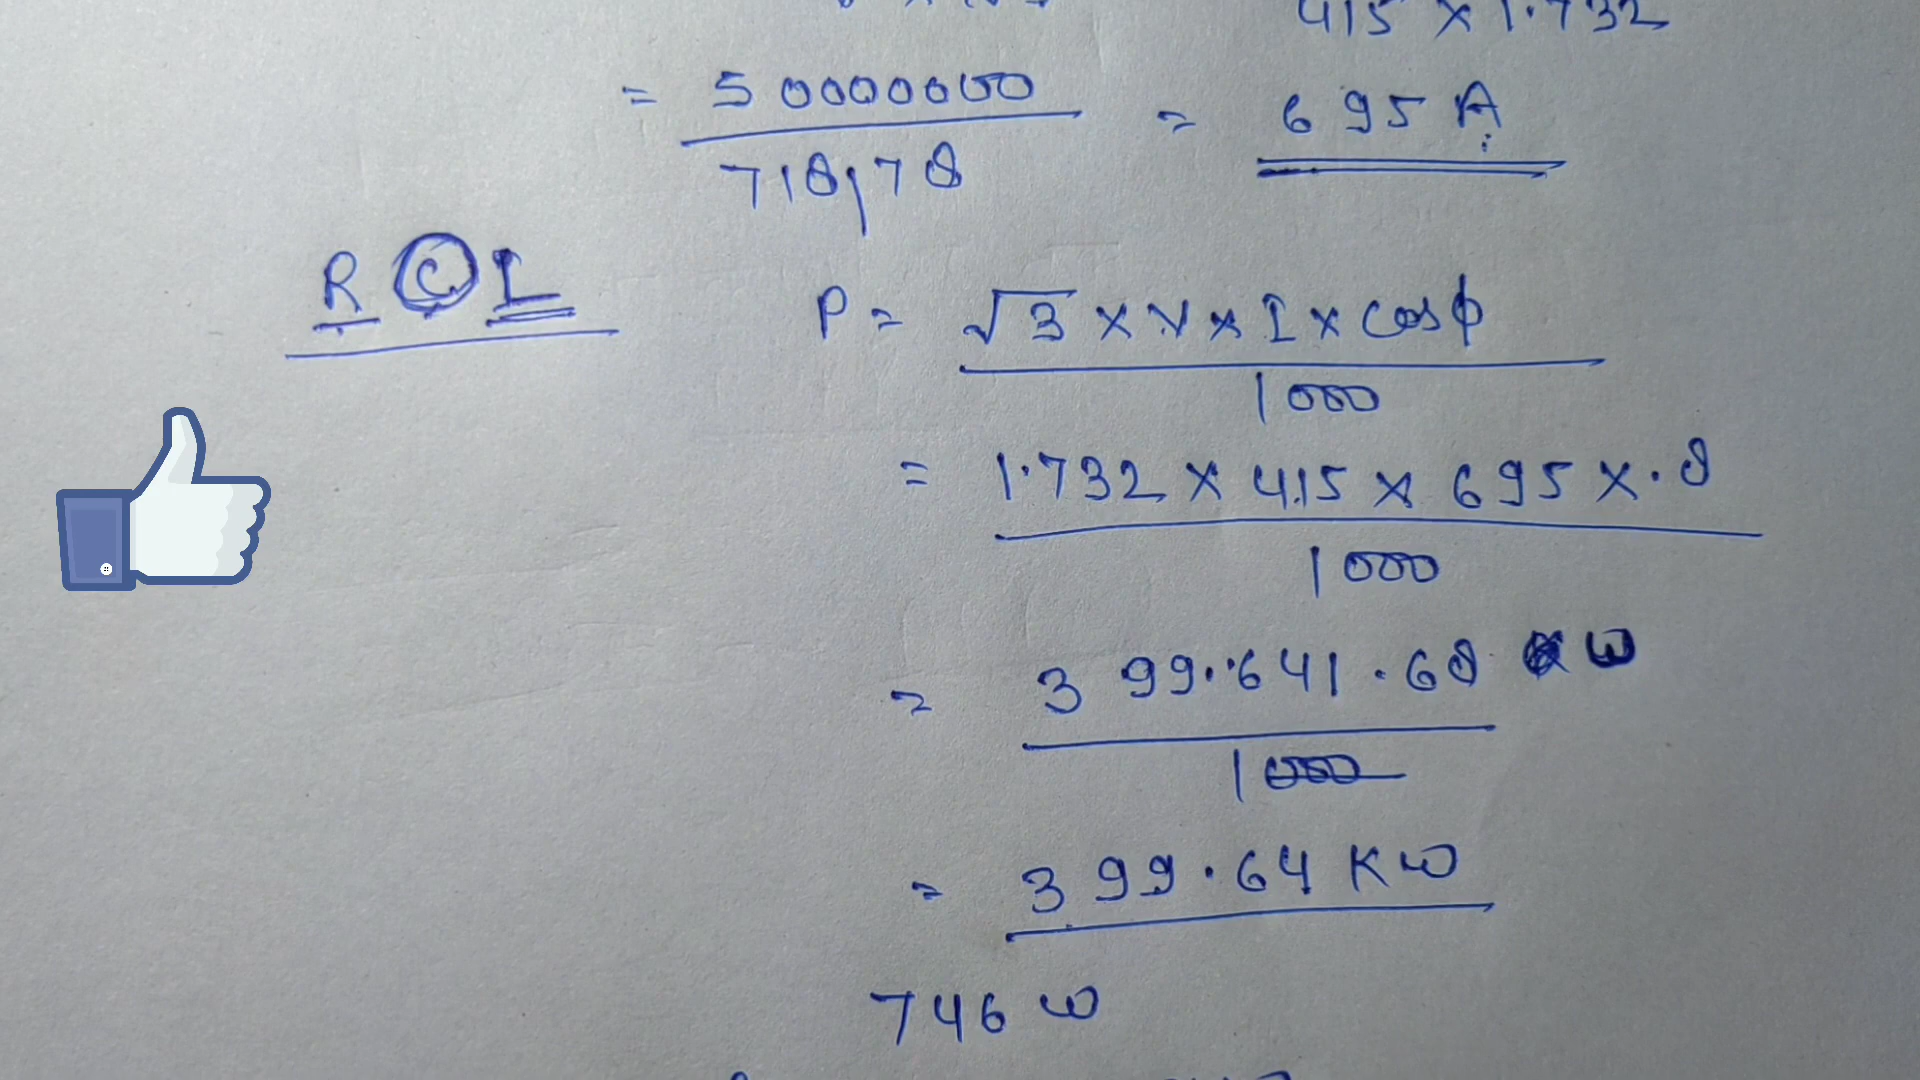 415 × 1.732
= 50000000 / 718.78 = 695 A
R C L
P = √3 × V × I × cosϕ / 1000
= 1.732 × 415 × 695 × .8 / 1000
= 399.641.68 W / 1000
= 399.64 KW
746 W